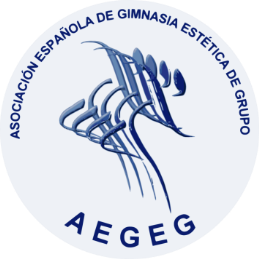 ASOCIACIÓN ESPAÑOLA DE GIMNASIA ESTÉTICA DE GRUPO
AEGEG